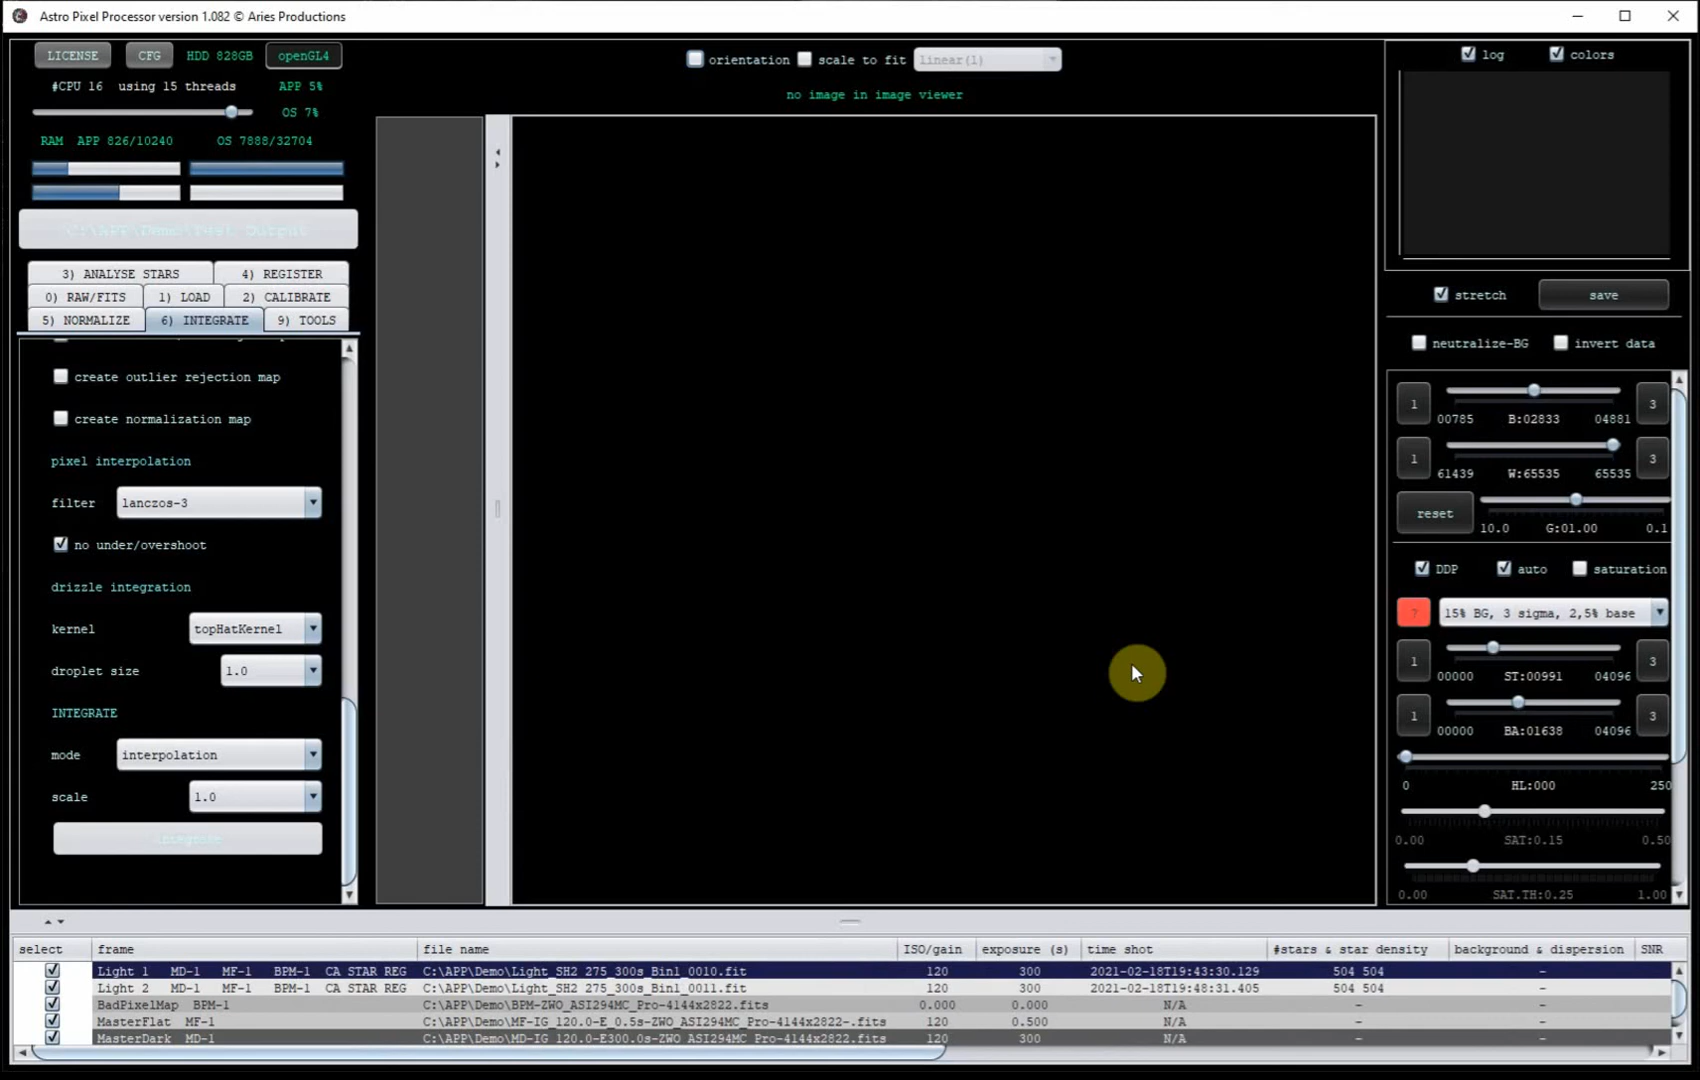 Astro Pixel Processor version 1.082 © Aries Productions
LICENSE CFG HDD 828GB openGL4
#CPU 16 using 15 threads APP 5%
OS 7%
RAM APP 826/10240 OS 7888/32704
C:\APP\Demo\Test Output
3) ANALYSE STARS 4) REGISTER
0) RAW/FITS 1) LOAD 2) CALIBRATE
5) NORMALIZE 6) INTEGRATE 9) TOOLS
create outlier rejection map
create normalization map
pixel interpolation
filter lanczos-3
no under/overshoot
drizzle integration
kernel topHatKernel
droplet size 1.0
INTEGRATE
mode interpolation
scale 1.0
integrate
orientation scale to fit linear(1)
no image in image viewer
log colors
stretch save
neutralize-BG invert data
1 3
00785 B:02833 04881
1 3
61439 W:65535 65535
reset
10.0 G:01.00 0.1
DDP auto saturation
? 15% BG, 3 sigma, 2,5% base
1 3
00000 ST:00991 04096
1 3
00000 BA:01638 04096
0 HL:000 250
0.00 SAT:0.15 0.50
0.00 SAT.TH:0.25 1.00
select frame file name ISO/gain exposure (s) time shot #stars & star density background & dispersion SNR
Light 1 MD-1 MF-1 BPM-1 CA STAR REG C:\APP\Demo\Light_SH2 275_300s_Bin1_0010.fit 120 300 2021-02-18T19:43:30.129 504 504 -
Light 2 MD-1 MF-1 BPM-1 CA STAR REG C:\APP\Demo\Light_SH2 275_300s_Bin1_0011.fit 120 300 2021-02-18T19:48:31.405 504 504 -
BadPixelMap BPM-1 C:\APP\Demo\BPM-ZWO_ASI294MC_Pro-4144x2822.fits 0.000 0.000 N/A - -
MasterFlat MF-1 C:\APP\Demo\MF-IG_120.0-E_0.5s-ZWO_ASI294MC_Pro-4144x2822-.fits 120 0.500 N/A - -
MasterDark MD-1 C:\APP\Demo\MD-IG_120.0-E300.0s-ZWO_ASI294MC_Pro-4144x2822.fits 120 300 N/A - -